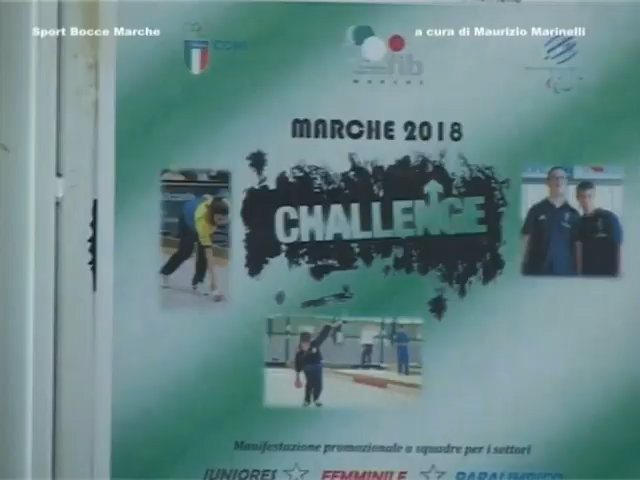 Sport Bocce Marche
a cura di Maurizio Marinelli
CONI
fib
MARCHE
MARCHE 2018
CHALLENGE
Manifestazione promozionale a squadre per i settori
JUNIORES ☆ FEMMINILE ☆ PARALIMPICO